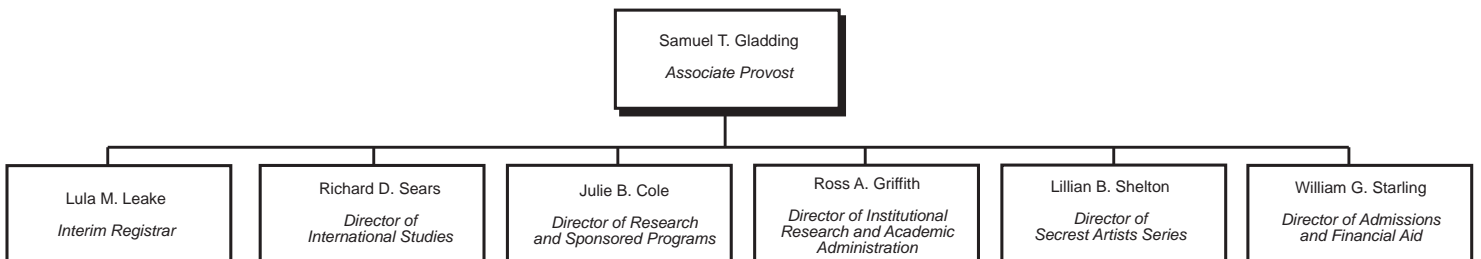 Samuel T. Gladding
Associate Provost
Lula M. Leake
Interim Registrar
Richard D. Sears
Director of
International Studies
Julie B. Cole
Director of Research
and Sponsored Programs
Ross A. Griffith
Director of Institutional
Research and Academic
Administration
Lillian B. Shelton
Director of
Secrest Artists Series
William G. Starling
Director of Admissions
and Financial Aid